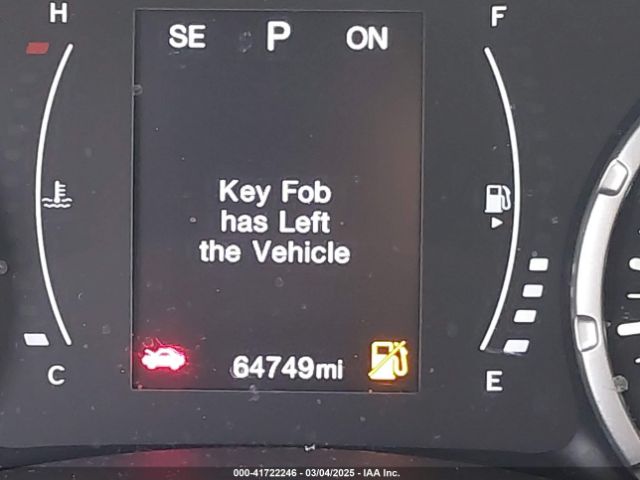 H
F
SE P ON
Key Fob
has Left
the Vehicle
64749mi
C
E
000-41722246 - 03/04/2025 - IAA Inc.